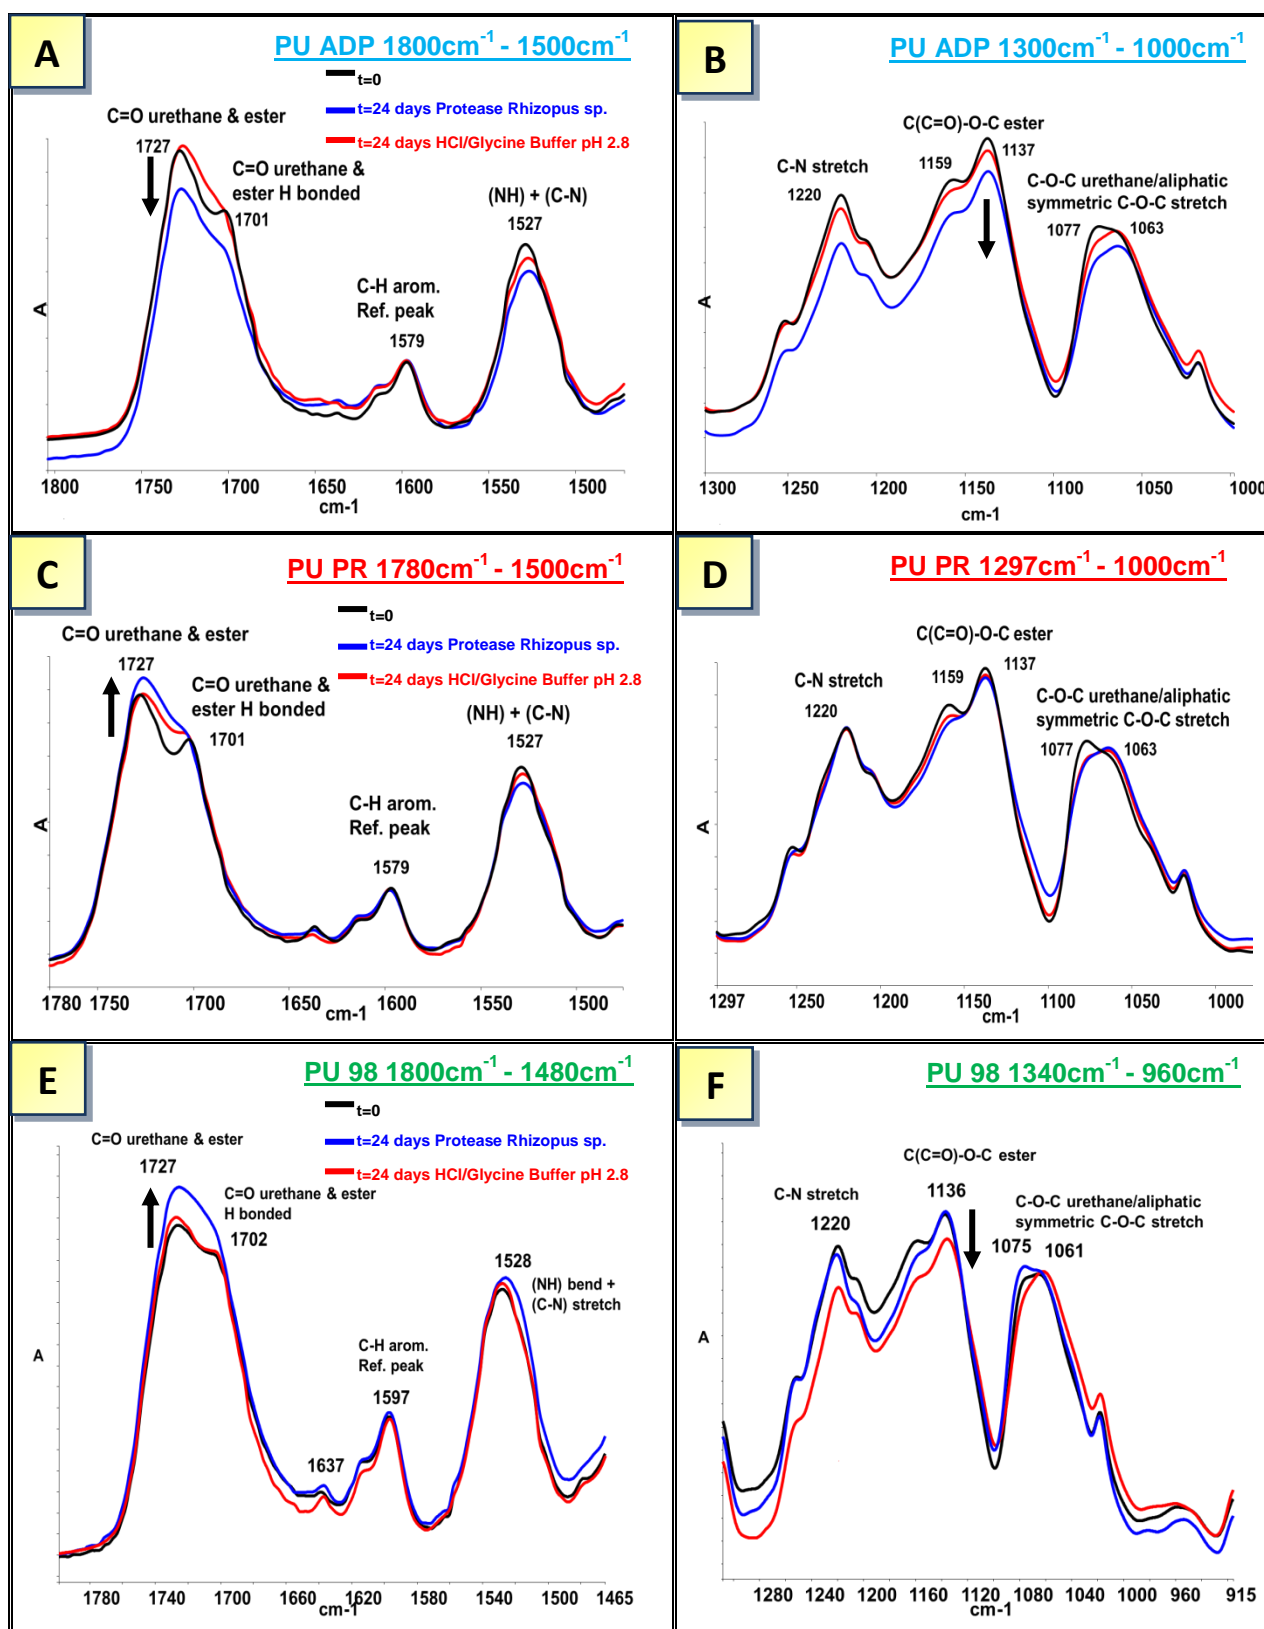 A
PU ADP 1800cm-1 - 1500cm-1
t=0
t=24 days Protease Rhizopus sp.
t=24 days HCl/Glycine Buffer pH 2.8
C=O urethane & ester
1727
C=O urethane &
ester H bonded
1701
(NH) + (C-N)
1527
C-H arom.
Ref. peak
1579
A
1800 1750 1700 1650 1600 1550 1500
cm-1
B
PU ADP 1300cm-1 - 1000cm-1
C(C=O)-O-C ester
1159 1137
C-N stretch
1220
C-O-C urethane/aliphatic
symmetric C-O-C stretch
1077 1063
A
1300 1250 1200 1150 1100 1050 1000
cm-1
C
PU PR 1780cm-1 - 1500cm-1
t=0
t=24 days Protease Rhizopus sp.
t=24 days HCl/Glycine Buffer pH 2.8
C=O urethane & ester
1727
C=O urethane &
ester H bonded
1701
(NH) + (C-N)
1527
C-H arom.
Ref. peak
1579
A
1780 1750 1700 1650 1600 1550 1500
cm-1
D
PU PR 1297cm-1 - 1000cm-1
C(C=O)-O-C ester
1159 1137
C-N stretch
1220
C-O-C urethane/aliphatic
symmetric C-O-C stretch
1077 1063
A
1297 1250 1200 1150 1100 1050 1000
cm-1
E
PU 98 1800cm-1 - 1480cm-1
t=0
t=24 days Protease Rhizopus sp.
t=24 days HCl/Glycine Buffer pH 2.8
C=O urethane & ester
1727
C=O urethane & ester
H bonded
1702
1528
(NH) bend +
(C-N) stretch
C-H arom.
Ref. peak
1597
1637
A
1780 1700 1660 1620 1580 1540 1500 1465
cm-1
F
PU 98 1340cm-1 - 960cm-1
C(C=O)-O-C ester
1136
C-N stretch
1220
C-O-C urethane/aliphatic
symmetric C-O-C stretch
1075 1061
A
1280 1240 1200 1160 1120 1080 1040 1000 960 915
cm-1